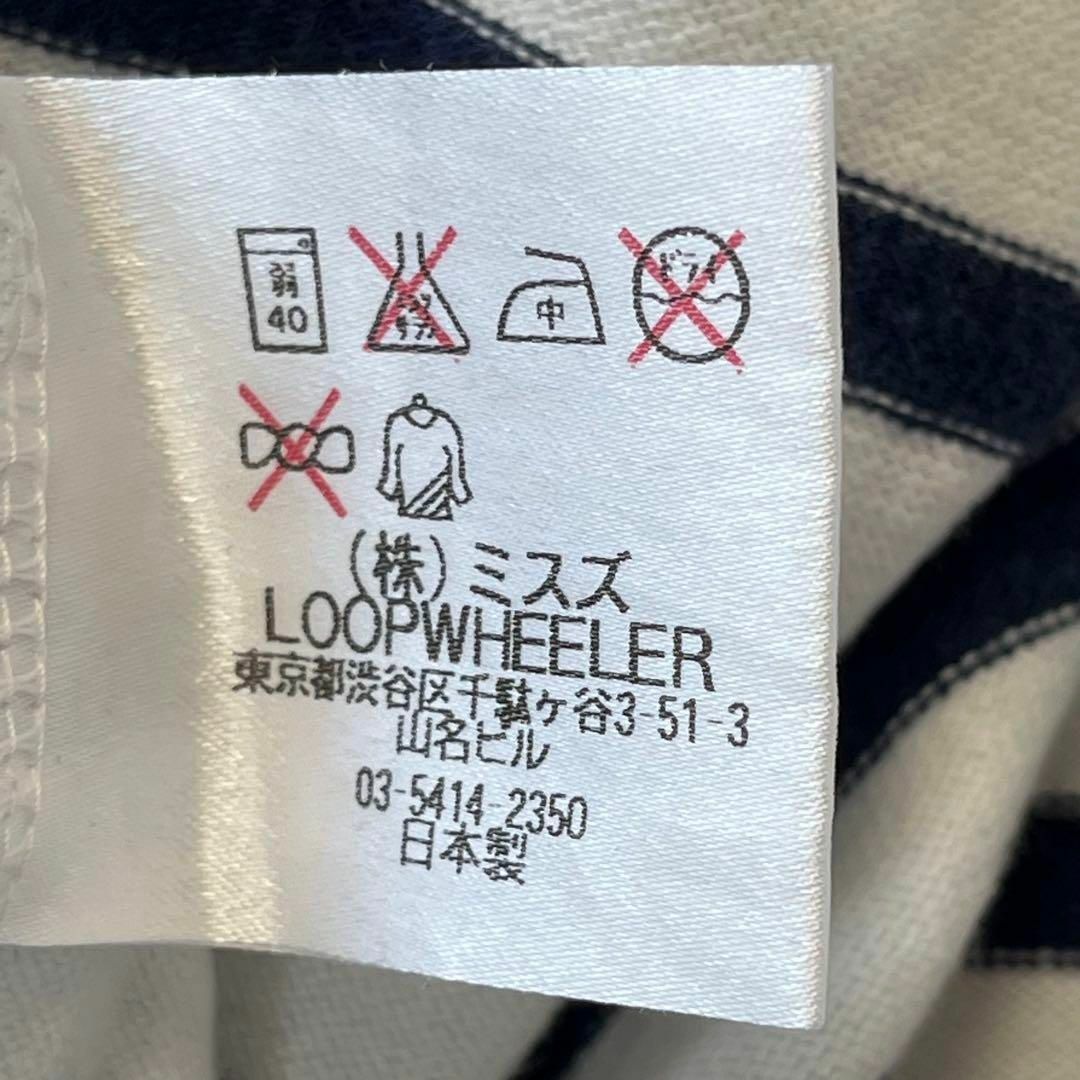 弱
40
中
ドライ
(株)ミスズ
LOOPWHEELER
東京都渋谷区千駄ヶ谷3-51-3
山名ビル
03-5414-2350
日本製